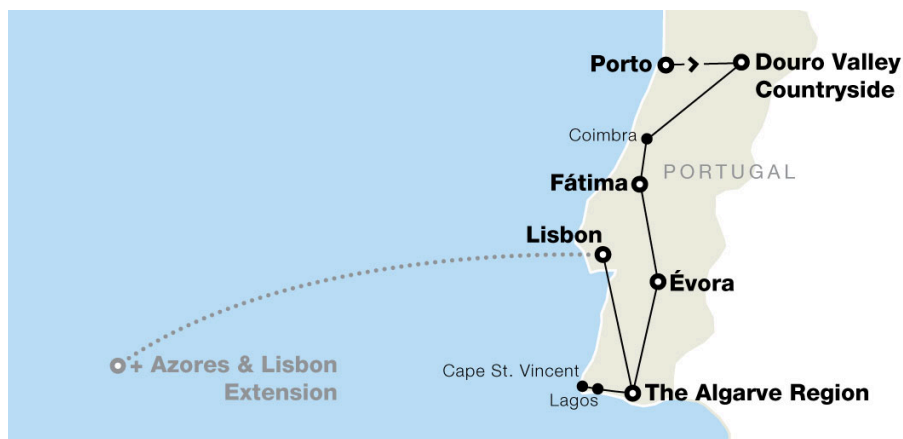 Porto
Douro Valley
Countryside
Coimbra
PORTUGAL
Fátima
Lisbon
Évora
+ Azores & Lisbon
Extension
Cape St. Vincent
Lagos
The Algarve Region